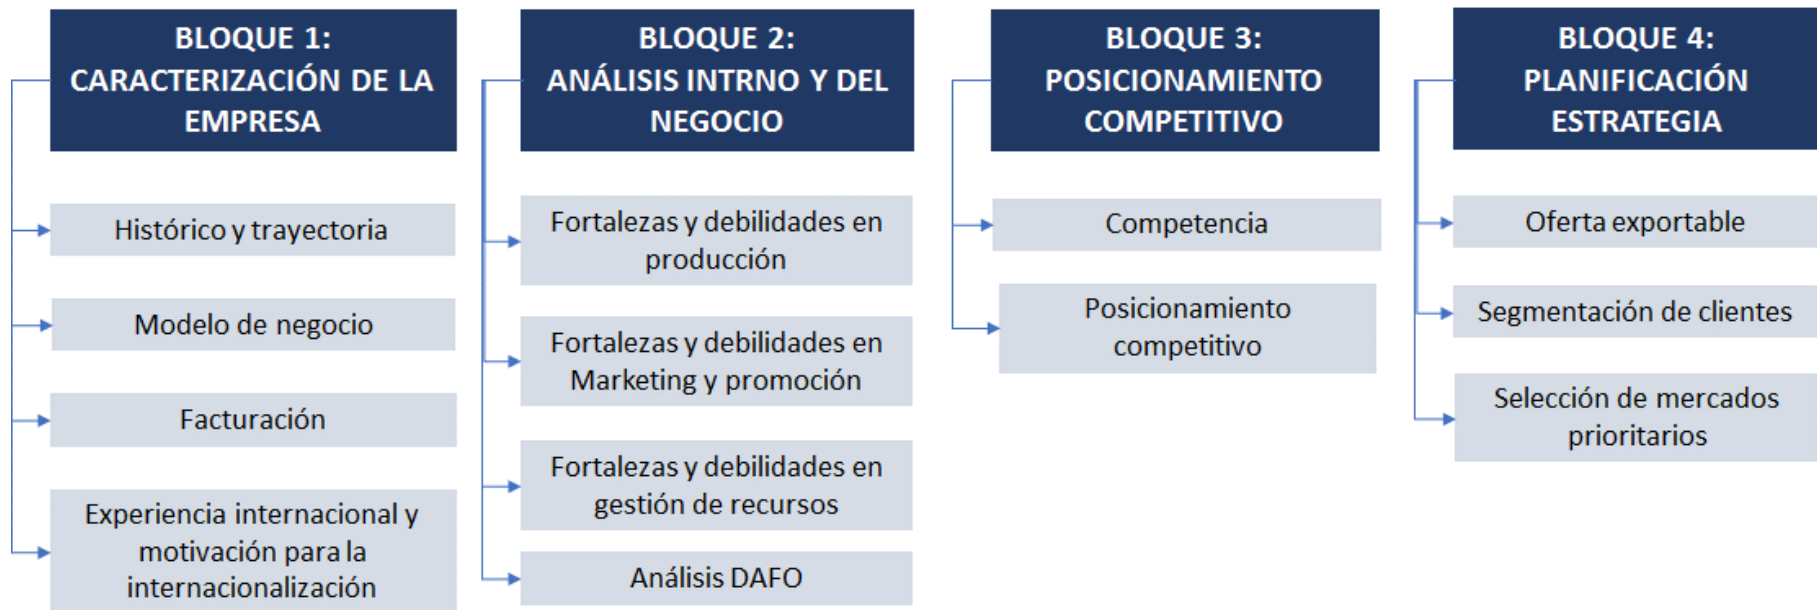 BLOQUE 1:
CARACTERIZACIÓN DE LA
EMPRESA
Histórico y trayectoria
Modelo de negocio
Facturación
Experiencia internacional y
motivación para la
internacionalización
BLOQUE 2:
ANÁLISIS INTRNO Y DEL
NEGOCIO
Fortalezas y debilidades en
producción
Fortalezas y debilidades en
Marketing y promoción
Fortalezas y debilidades en
gestión de recursos
Análisis DAFO
BLOQUE 3:
POSICIONAMIENTO
COMPETITIVO
Competencia
Posicionamiento
competitivo
BLOQUE 4:
PLANIFICACIÓN
ESTRATEGIA
Oferta exportable
Segmentación de clientes
Selección de mercados
prioritarios